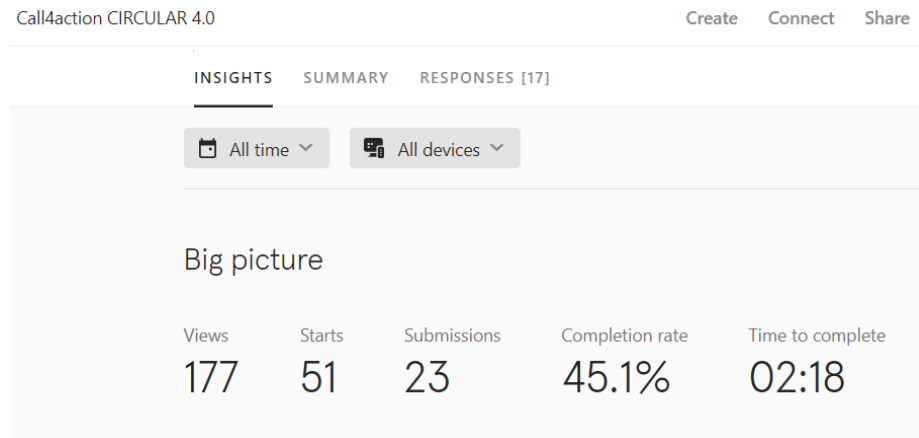 Call4action CIRCULAR 4.0 Create Connect Share
INSIGHTS SUMMARY RESPONSES [17]
All time All devices
Big picture
Views Starts Submissions Completion rate Time to complete
177 51 23 45.1% 02:18